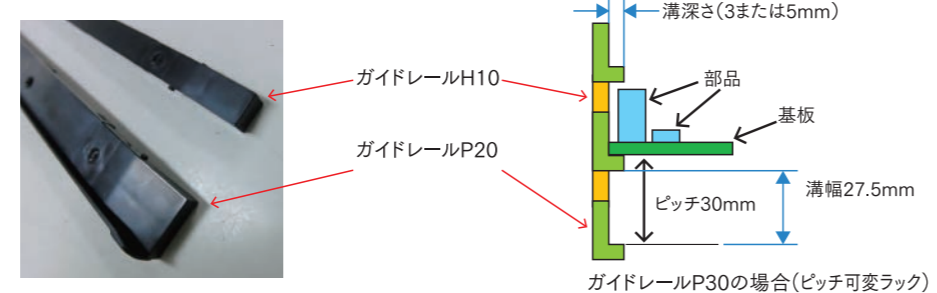 溝深さ(3または5mm)
ガイドレールH10
部品
基板
ガイドレールP20
溝幅27.5mm
ピッチ30mm
ガイドレールP30の場合(ピッチ可変ラック)